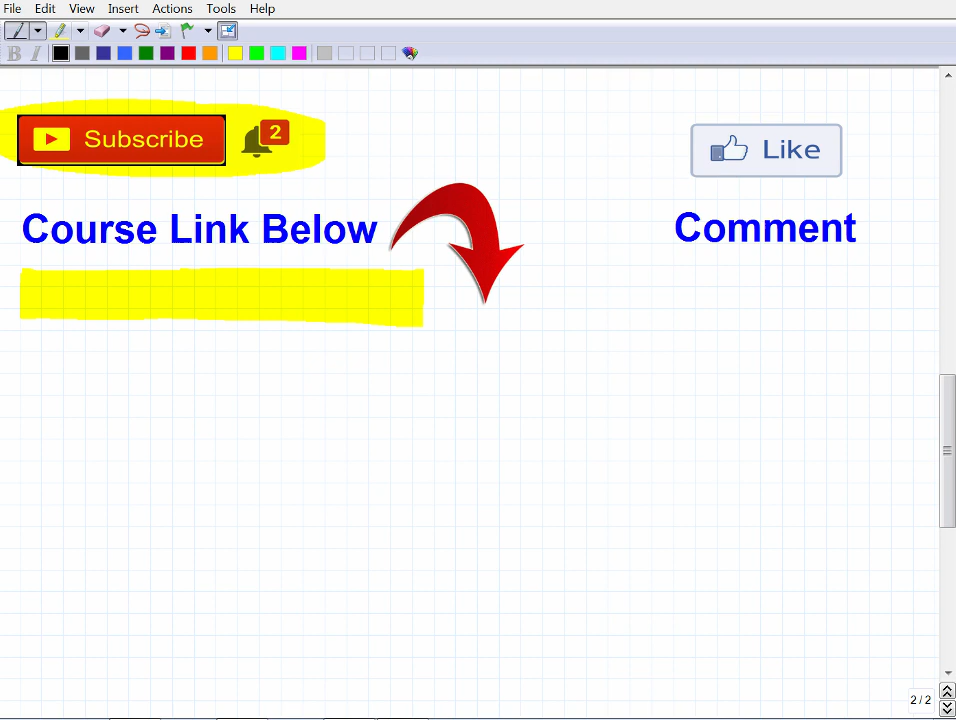 File Edit View Insert Actions Tools Help
B I
Subscribe 2
Like
Course Link Below
Comment
2 / 2